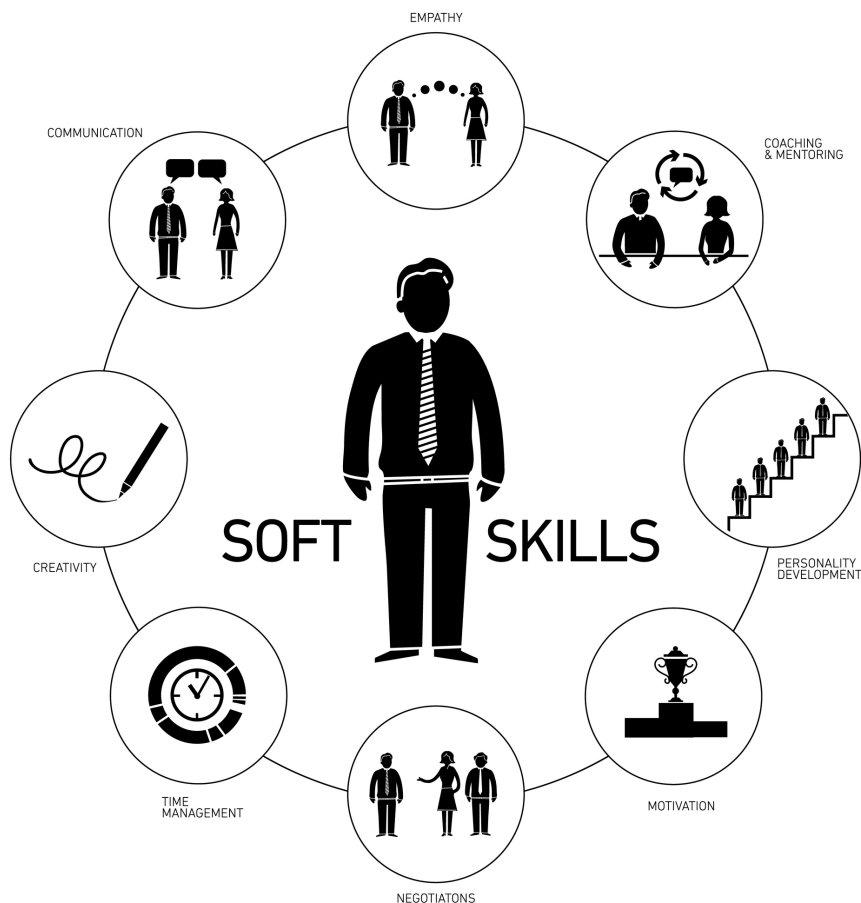 EMPATHY
COMMUNICATION
COACHING
& MENTORING
CREATIVITY
SOFT SKILLS
PERSONALITY
DEVELOPMENT
TIME
MANAGEMENT
MOTIVATION
NEGOTIATONS